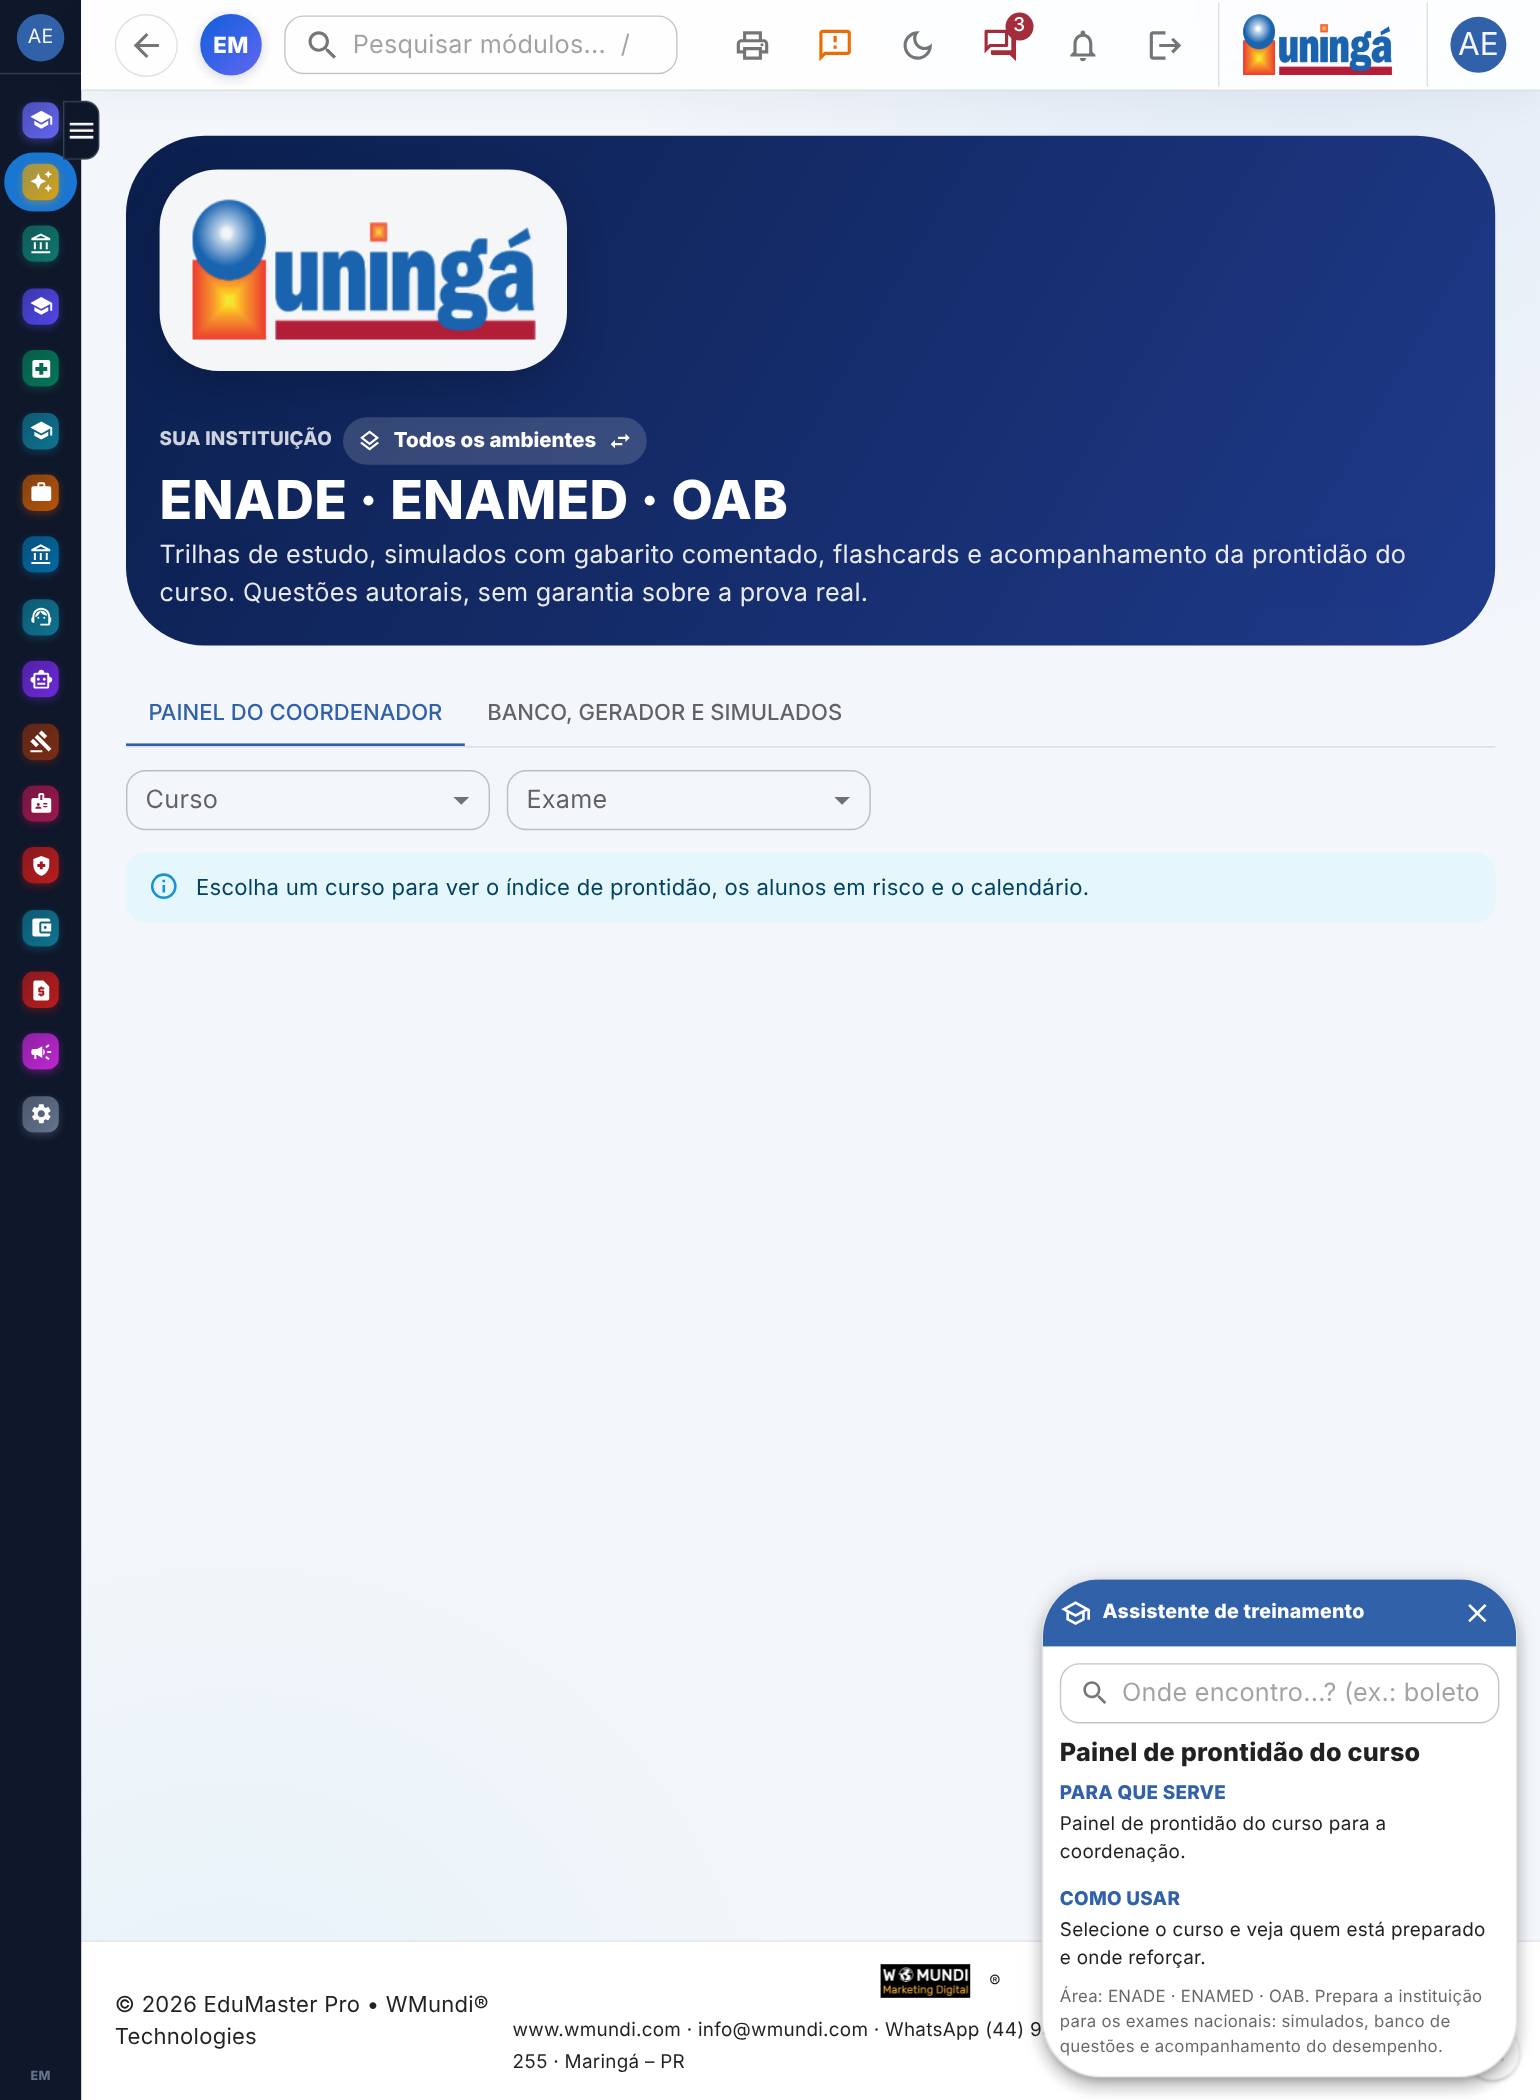 AE
EM
Pesquisar módulos... /
3
uningá
AE
uningá
SUA INSTITUIÇÃO
Todos os ambientes
ENADE · ENAMED · OAB
Trilhas de estudo, simulados com gabarito comentado, flashcards e acompanhamento da prontidão do
curso. Questões autorais, sem garantia sobre a prova real.
PAINEL DO COORDENADOR
BANCO, GERADOR E SIMULADOS
Curso
Exame
Escolha um curso para ver o índice de prontidão, os alunos em risco e o calendário.
Assistente de treinamento
Onde encontro...? (ex.: boleto
Painel de prontidão do curso
PARA QUE SERVE
Painel de prontidão do curso para a
coordenação.
COMO USAR
Selecione o curso e veja quem está preparado
e onde reforçar.
Área: ENADE · ENAMED · OAB. Prepara a instituição
para os exames nacionais: simulados, banco de
questões e acompanhamento do desempenho.
© 2026 EduMaster Pro • WMundi®
Technologies
W MUNDI
Marketing Digital
®
www.wmundi.com · info@wmundi.com · WhatsApp (44) 9
255 · Maringá – PR
EM